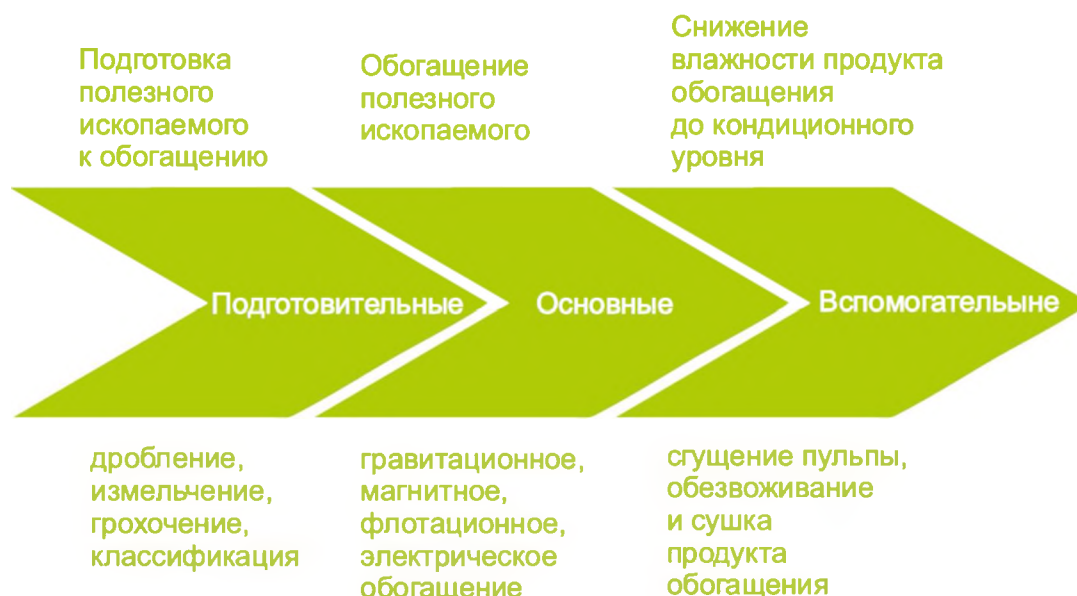 Подготовка
полезного
ископаемого
к обогащению
Обогащение
полезного
ископаемого
Снижение
влажности продукта
обогащения
до кондиционного
уровня
Подготовительные
Основные
Вспомогательыне
дробление,
измельчение,
грохочение,
классификация
гравитационное,
магнитное,
флотационное,
электрическое
обогащение
сгущение пульпы,
обезвоживание
и сушка
продукта
обогащения